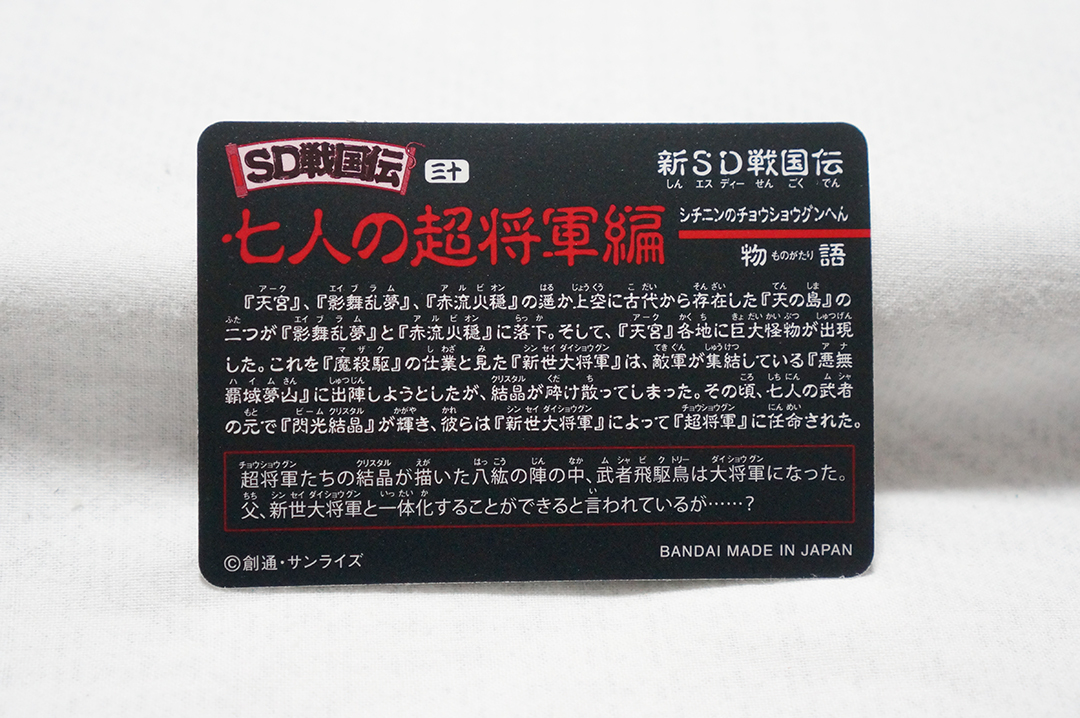 SD戦国伝 三十
新SD戦国伝
しん エス ディー せん ごく でん
七人の超将軍編
シチニンのチョウショウグンへん
物語
ものがたり
『天宮』、『影舞乱夢』、『赤流火穏』の遥か上空に古代から存在した『天の島』の
二つが『影舞乱夢』と『赤流火穏』に落下。そして、『天宮』各地に巨大怪物が出現
した。これを『魔殺駆』の仕業と見た『新世大将軍』は、敵軍が集結している『悪無
覇域夢山』に出陣しようとしたが、結晶が砕け散ってしまった。その頃、七人の武者
の元で『閃光結晶』が輝き、彼らは『新世大将軍』によって『超将軍』に任命された。
超将軍たちの結晶が描いた八紘の陣の中、武者飛駆鳥は大将軍になった。
父、新世大将軍と一体化することができると言われているが……?
©創通・サンライズ
BANDAI MADE IN JAPAN